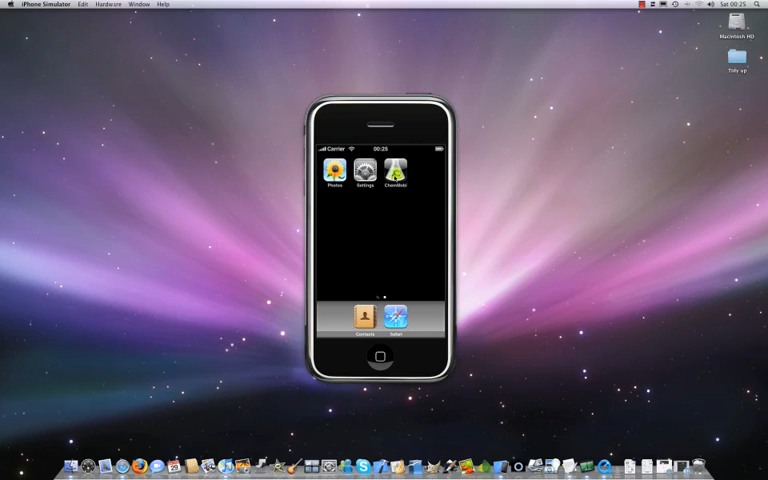 iPhone Simulator Edit Hardware Window Help
Sat 00:25
Macintosh HD
Tidy up
Carrier 00:25
Photos Settings ChemMobi
Contacts Safari
29